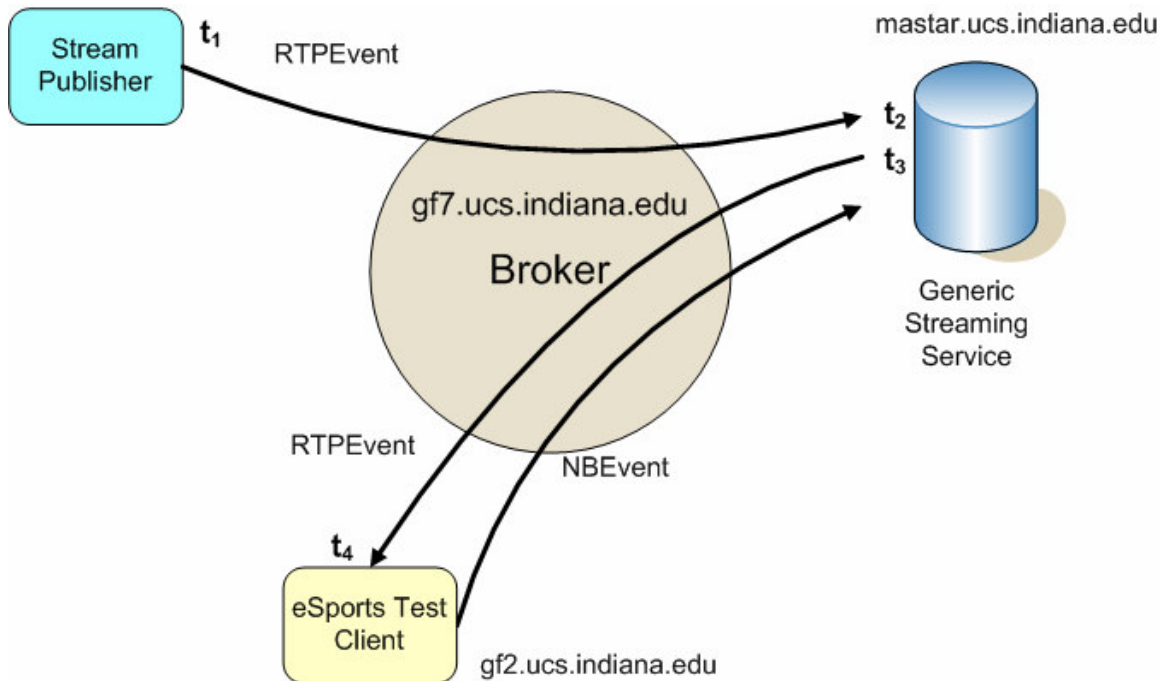 Stream
Publisher
t₁
RTPEvent
mastar.ucs.indiana.edu
t₂
t₃
gf7.ucs.indiana.edu
Broker
Generic
Streaming
Service
RTPEvent
NBEvent
t₄
eSports Test
Client
gf2.ucs.indiana.edu